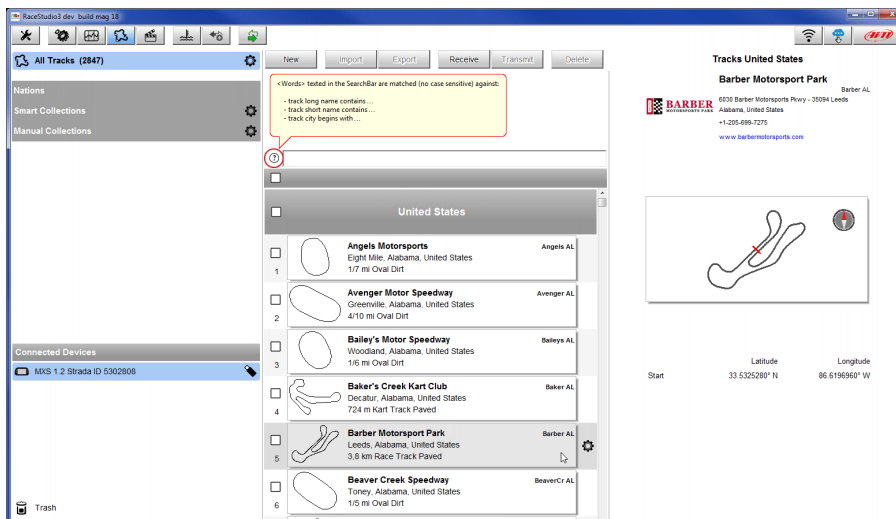 RaceStudio3 dev build mag 18
All Tracks (2847)
Nations
Smart Collections
Manual Collections
Connected Devices
MXS 1.2 Strada ID 5302808
Trash
New Import Export Receive Transmit Delete
<Words> texted in the SearchBar are matched (no case sensitive) against:
- track long name contains...
- track short name contains...
- track city begins with...
?
United States
Angels Motorsports Angels AL
Eight Mile, Alabama, United States
1/7 mi Oval Dirt
1
Avenger Motor Speedway Avenger AL
Greenville, Alabama, United States
4/10 mi Oval Dirt
2
Bailey's Motor Speedway Baileys AL
Woodland, Alabama, United States
1/6 mi Oval Dirt
3
Baker's Creek Kart Club Baker AL
Decatur, Alabama, United States
724 m Kart Track Paved
4
Barber Motorsport Park Barber AL
Leeds, Alabama, United States
3,8 km Race Track Paved
5
Beaver Creek Speedway BeaverCr AL
Toney, Alabama, United States
1/5 mi Oval Dirt
6
AiM
Tracks United States
Barber Motorsport Park
Barber AL
BARBER
MOTORSPORTS PARK
6030 Barber Motorsports Pkwy - 35094 Leeds
Alabama, United States
+1-205-699-7275
www.barbermotorsports.com
Latitude Longitude
Start 33.5325280° N 86.6196960° W